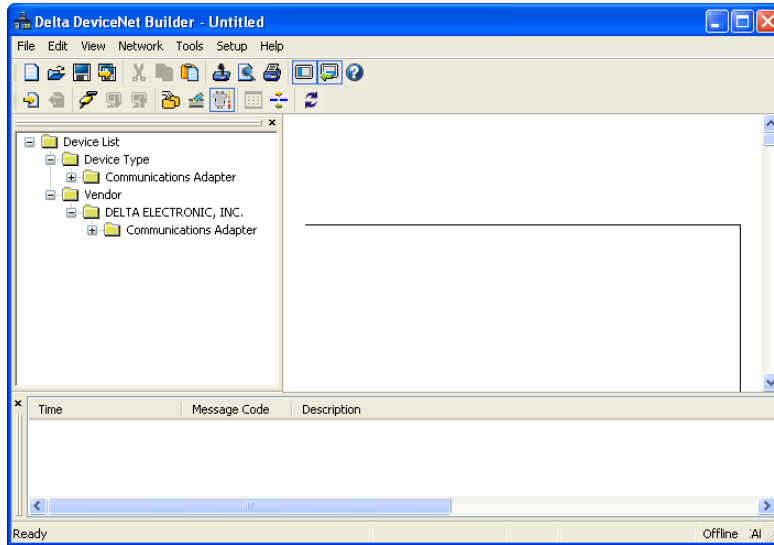 Delta DeviceNet Builder - Untitled
File Edit View Network Tools Setup Help
Device List
Device Type
Communications Adapter
Vendor
DELTA ELECTRONIC, INC.
Communications Adapter
Time Message Code Description
Ready Offline